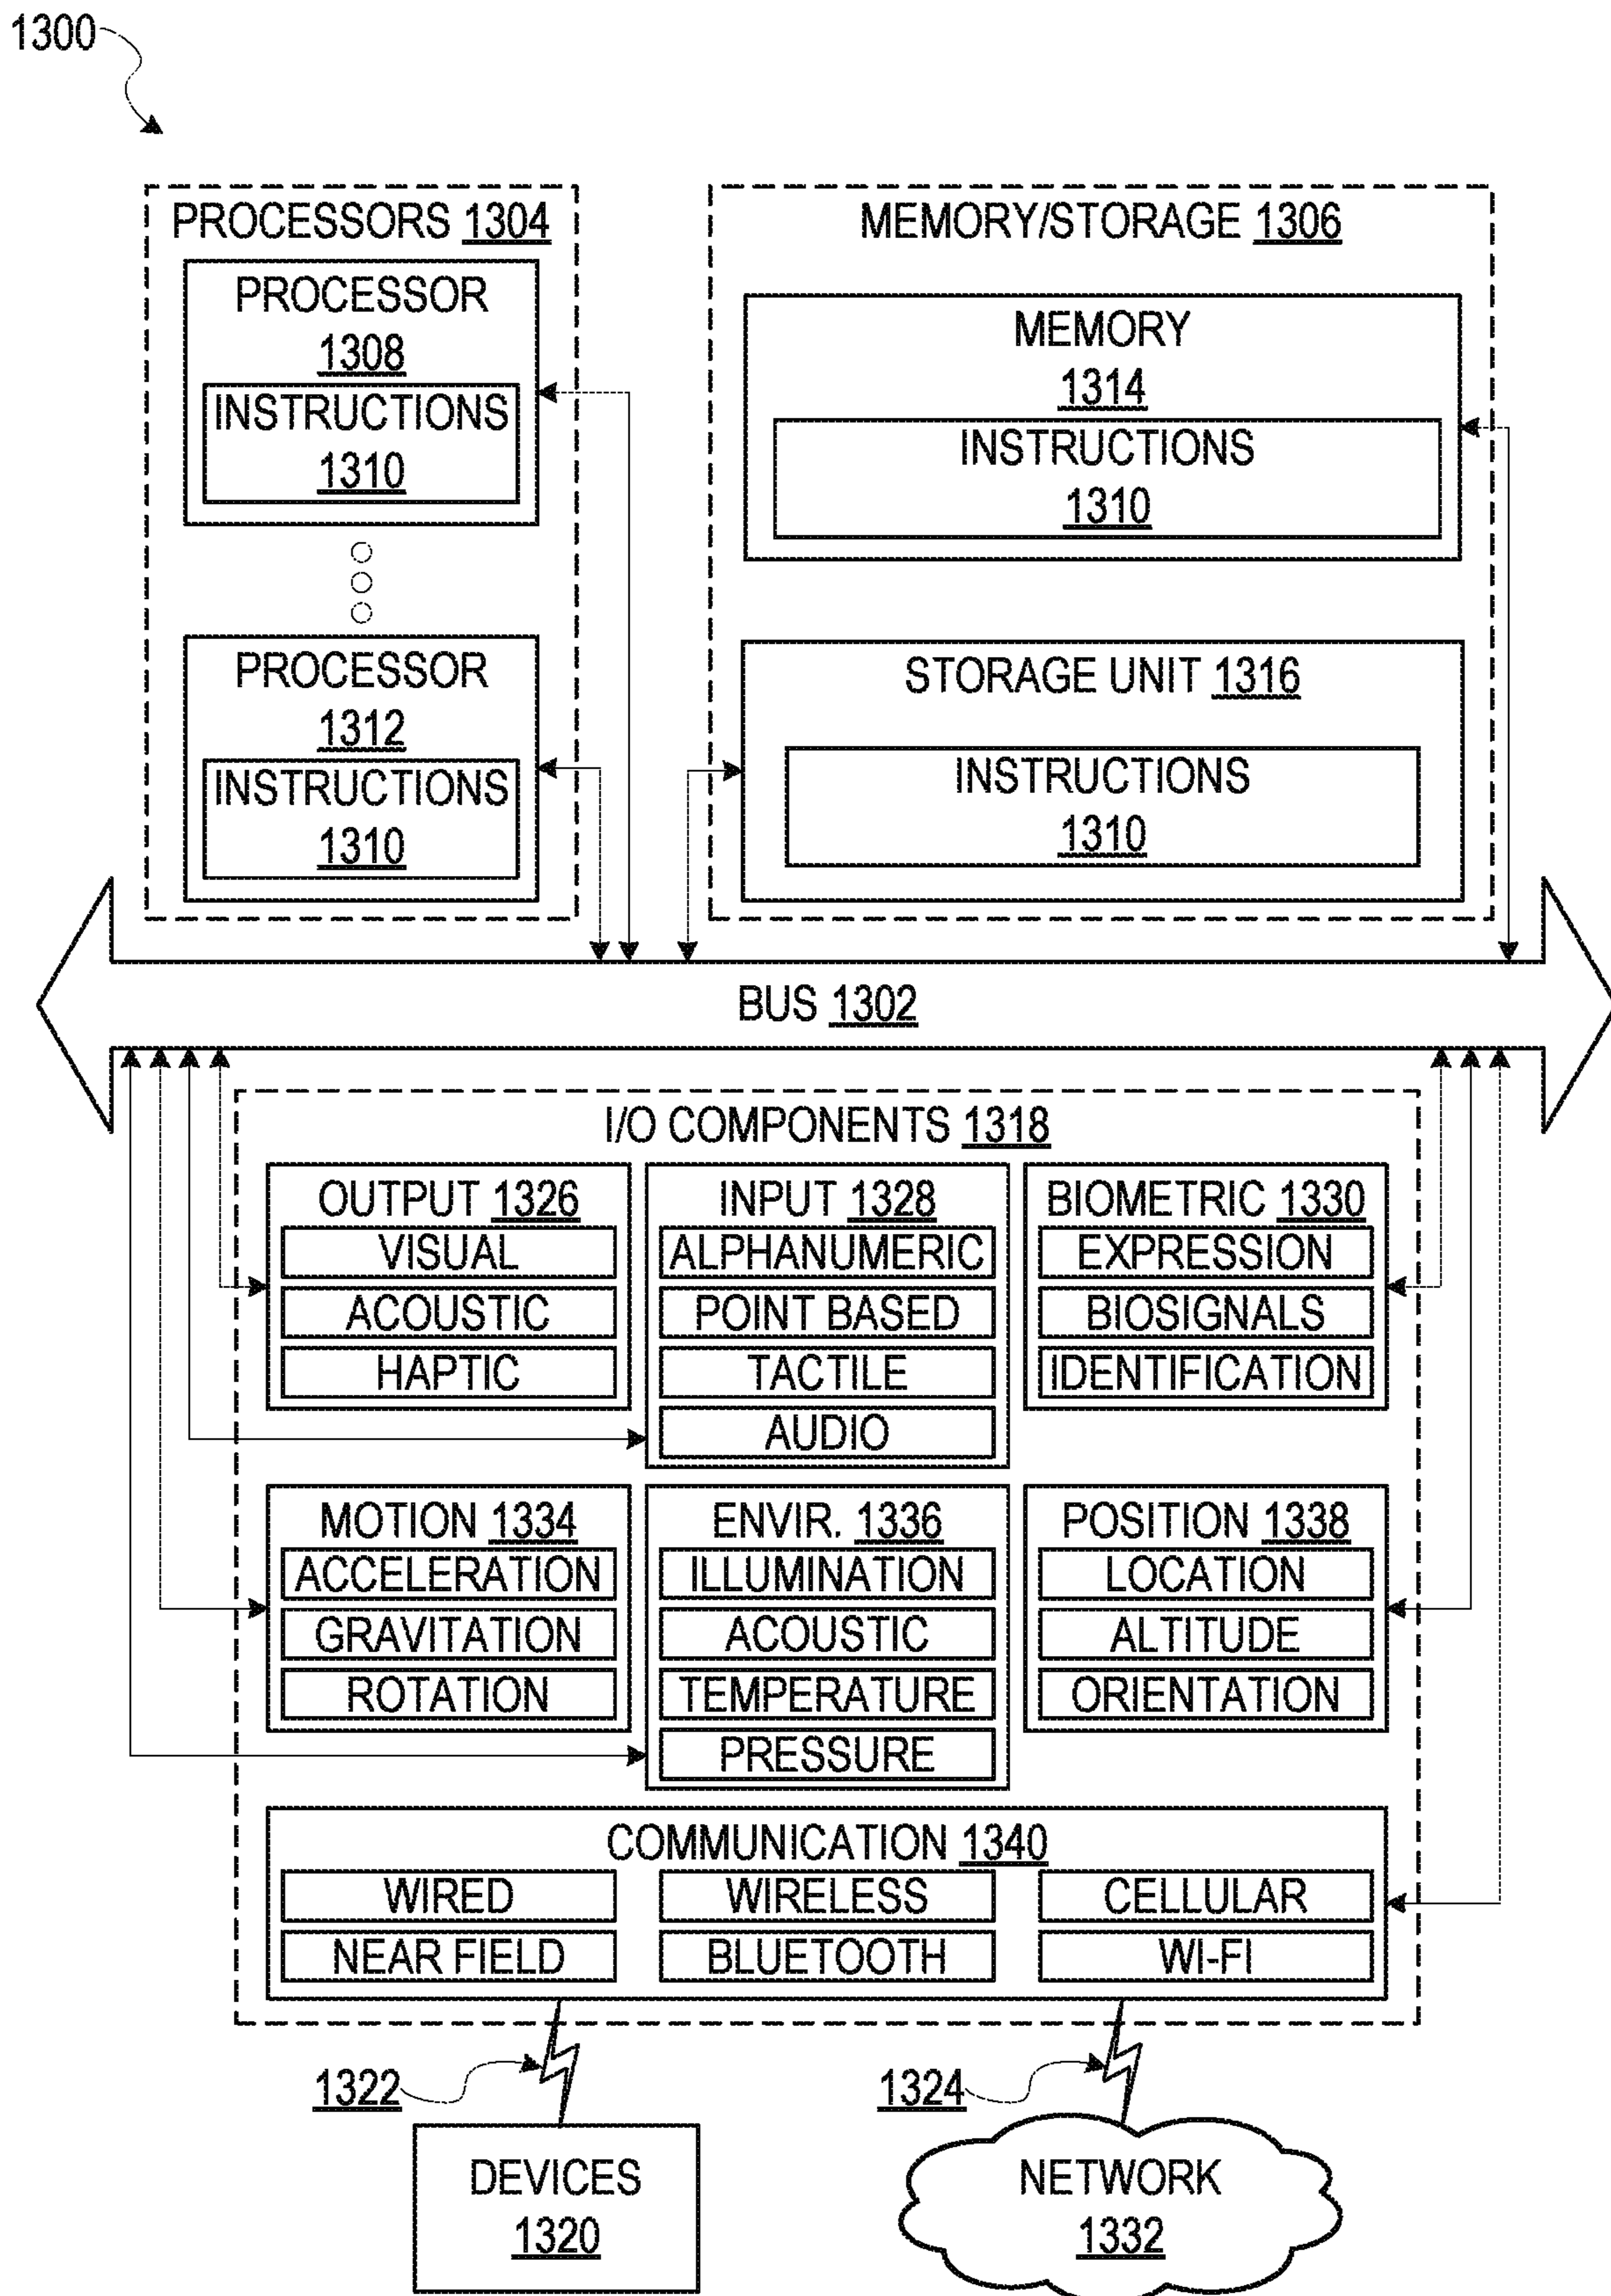 1300
PROCESSORS 1304
PROCESSOR
1308
INSTRUCTIONS
1310
PROCESSOR
1312
INSTRUCTIONS
1310
MEMORY/STORAGE 1306
MEMORY
1314
INSTRUCTIONS
1310
STORAGE UNIT 1316
INSTRUCTIONS
1310
BUS 1302
I/O COMPONENTS 1318
OUTPUT 1326
VISUAL
ACOUSTIC
HAPTIC
INPUT 1328
ALPHANUMERIC
POINT BASED
TACTILE
AUDIO
BIOMETRIC 1330
EXPRESSION
BIOSIGNALS
IDENTIFICATION
MOTION 1334
ACCELERATION
GRAVITATION
ROTATION
ENVIR. 1336
ILLUMINATION
ACOUSTIC
TEMPERATURE
PRESSURE
POSITION 1338
LOCATION
ALTITUDE
ORIENTATION
COMMUNICATION 1340
WIRED
WIRELESS
CELLULAR
NEAR FIELD
BLUETOOTH
WI-FI
1322
1324
DEVICES
1320
NETWORK
1332